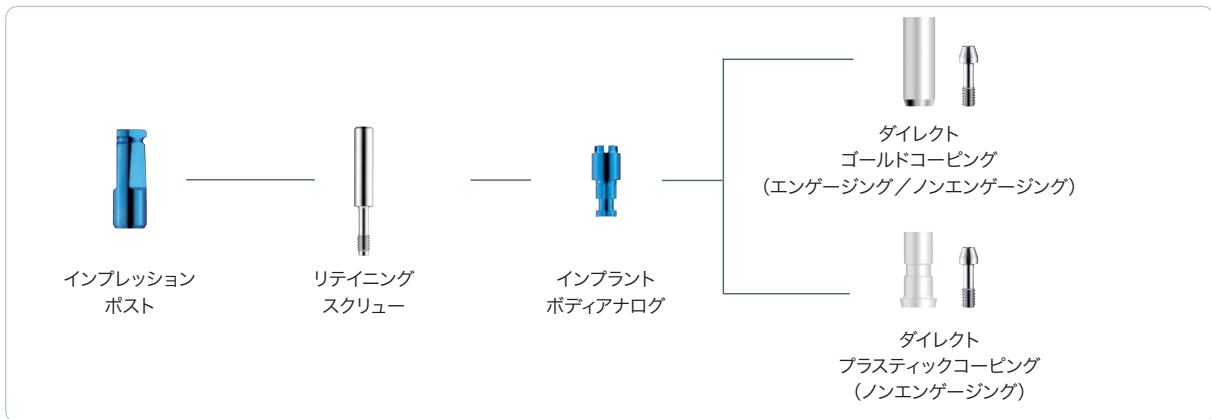 インプレッション
ポスト
リテイニング
スクリュー
インプラント
ボディアナログ
ダイレクト
ゴールドコーピング
（エンゲージング／ノンエンゲージング）
ダイレクト
プラスティックコーピング
（ノンエンゲージング）